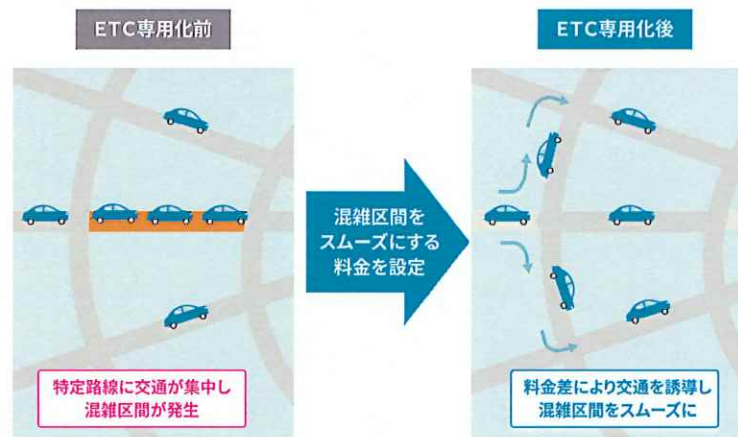 ETC専用化前
ETC専用化後
混雑区間を
スムーズにする
料金を設定
特定路線に交通が集中し
混雑区間が発生
料金差により交通を誘導し
混雑区間をスムーズに